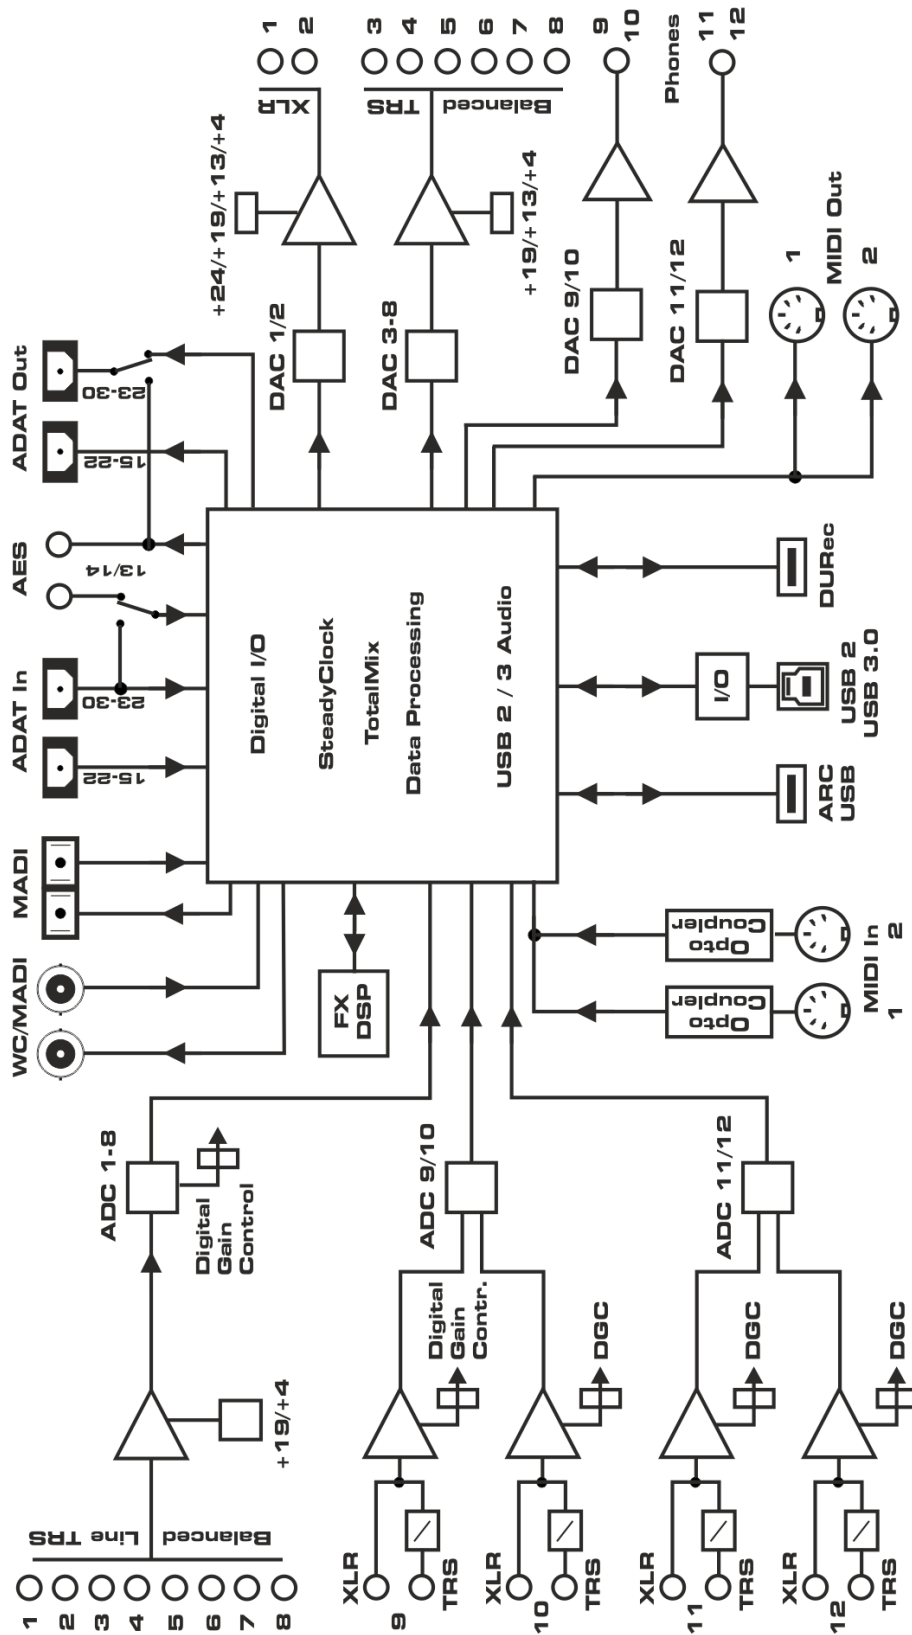 1
2
3
4
5
6
7
8
Balanced
Line TRS
+19/+4
ADC 1-8
Digital
Gain
Control
WC/MADI
MADI
ADAT In
15-22
23-30
AES
13/14
ADAT Out
15-22
23-30
XLR
9
TRS
XLR
10
TRS
XLR
11
TRS
XLR
12
TRS
Digital
Gain
Contr.
DGC
DGC
DGC
ADC 9/10
ADC 11/12
FX
DSP
Digital I/O
SteadyClock
TotalMix
Data Processing
USB 2 / 3 Audio
Opto
Coupler
Opto
Coupler
MIDI In
1
2
ARC
USB
I/O
USB 2
USB 3.0
DURec
DAC 1/2
+24/+19/+13/+4
XLR
1
2
DAC 3-8
+19/+13/+4
TRS
Balanced
3
4
5
6
7
8
DAC 9/10
9
10
DAC 11/12
Phones
11
12
MIDI Out
1
2